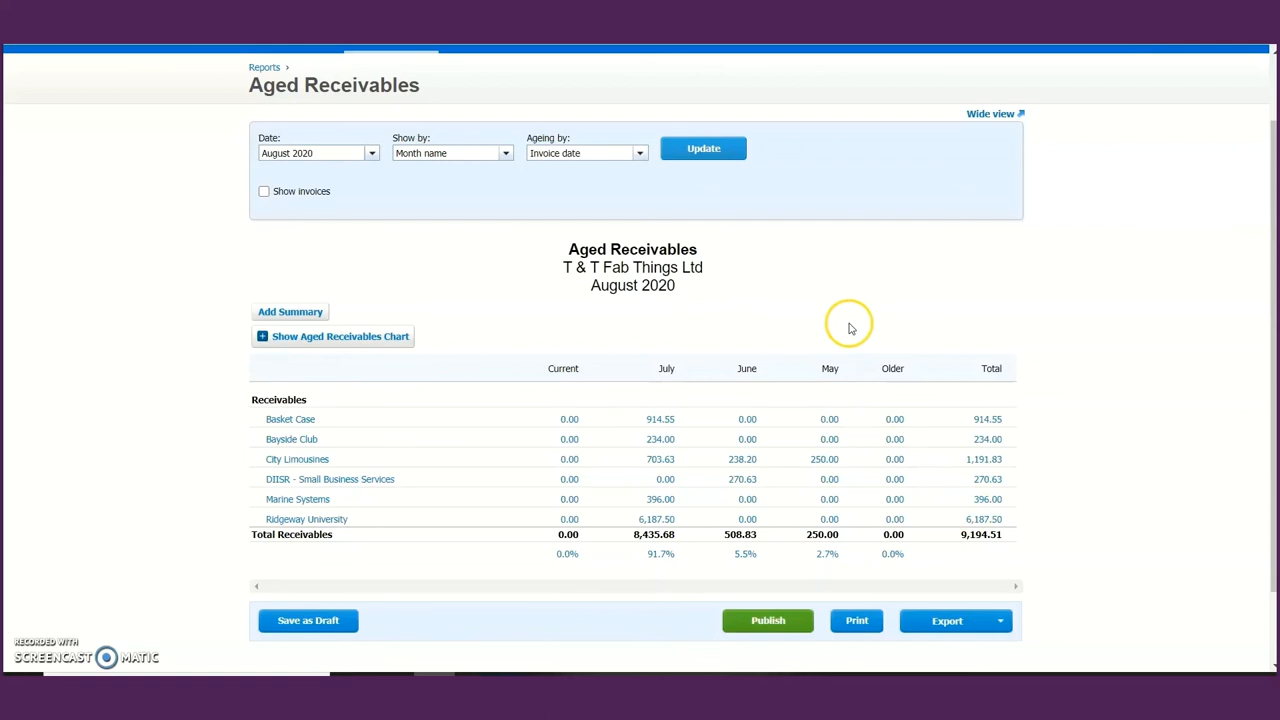 Reports ›
Aged Receivables
Wide view
Date: Show by: Ageing by:
August 2020 Month name Invoice date Update
Show invoices
Aged Receivables
T & T Fab Things Ltd
August 2020
Add Summary
Show Aged Receivables Chart
Current July June May Older Total
Receivables
Basket Case 0.00 914.55 0.00 0.00 0.00 914.55
Bayside Club 0.00 234.00 0.00 0.00 0.00 234.00
City Limousines 0.00 703.63 238.20 250.00 0.00 1,191.83
DIISR - Small Business Services 0.00 0.00 270.63 0.00 0.00 270.63
Marine Systems 0.00 396.00 0.00 0.00 0.00 396.00
Ridgeway University 0.00 6,187.50 0.00 0.00 0.00 6,187.50
Total Receivables 0.00 8,435.68 508.83 250.00 0.00 9,194.51
0.0% 91.7% 5.5% 2.7% 0.0%
Save as Draft Publish Print Export
RECORDED WITH
SCREENCAST MATIC